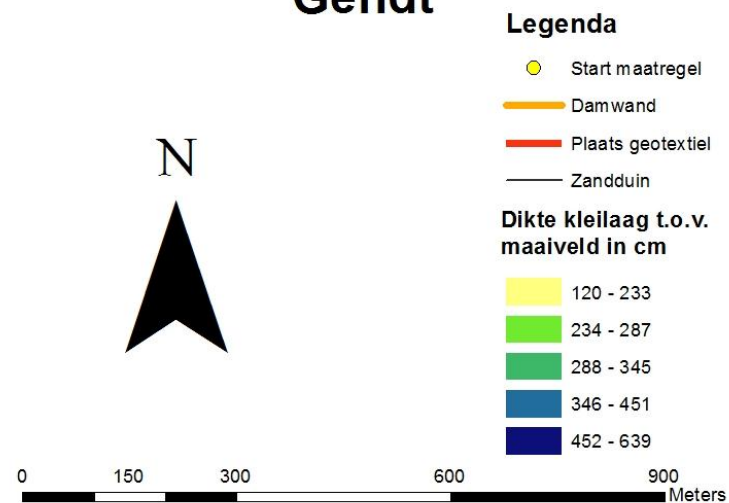 Gendt
Legenda
Start maatregel
Damwand
Plaats geotextiel
Zandduin
Dikte kleilaag t.o.v.
maaiveld in cm
120 - 233
234 - 287
288 - 345
346 - 451
452 - 639
N
0 150 300 600 900
Meters